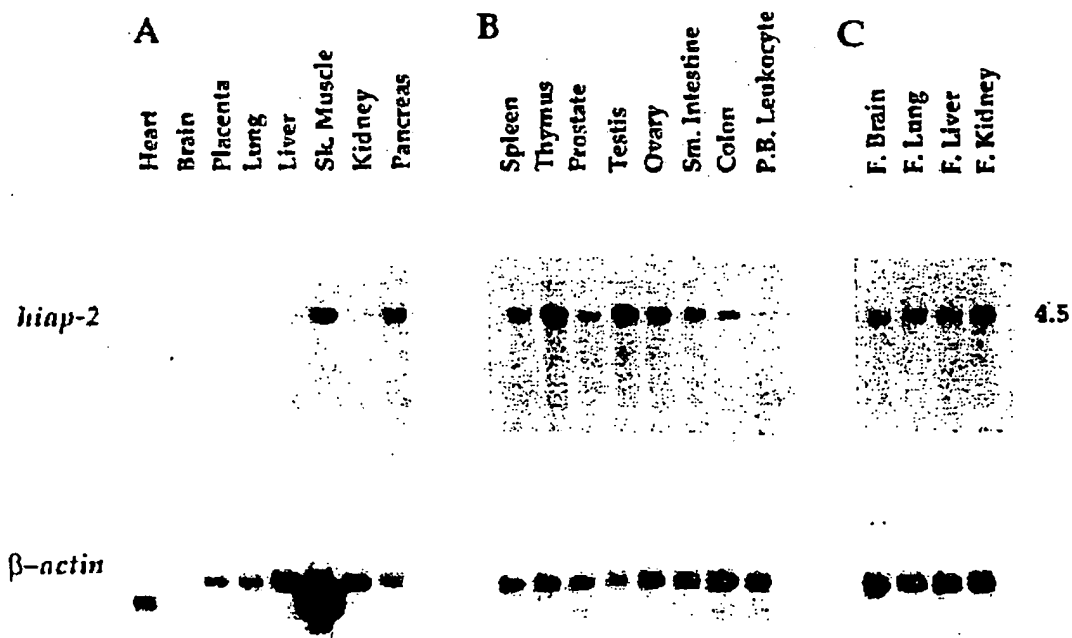 A B C
Heart
Brain
Placenta
Lung
Liver
Sk. Muscle
Kidney
Pancreas
Spleen
Thymus
Prostate
Testis
Ovary
Sm. Intestine
Colon
P.B. Leukocyte
F. Brain
F. Lung
F. Liver
F. Kidney
hiap-2 4.5
β-actin